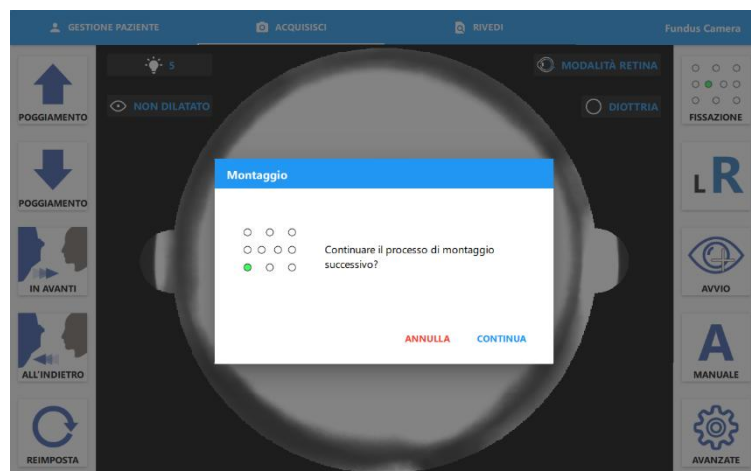 GESTIONE PAZIENTE
ACQUISISCI
RIVEDI
Fundus Camera
5
MODALITÀ RETINA
NON DILATATO
DIOTTRIA
POGGIAMENTO
FISSAZIONE
POGGIAMENTO
L R
IN AVANTI
AVVIO
ALL'INDIETRO
A
MANUALE
REIMPOSTA
AVANZATE
Montaggio
Continuare il processo di montaggio
successivo?
ANNULLA
CONTINUA